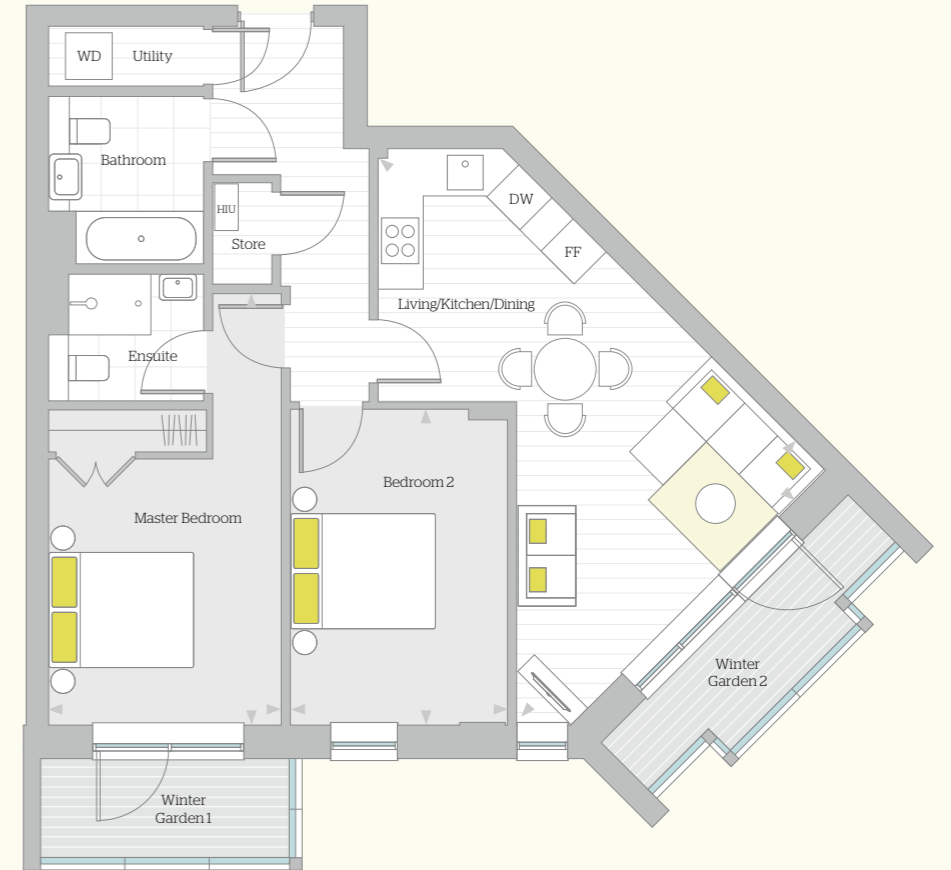 WD
Utility
Bathroom
HIU
Store
DW
FF
Living/Kitchen/Dining
Ensuite
Bedroom 2
Master Bedroom
Winter
Garden 2
Winter
Garden 1